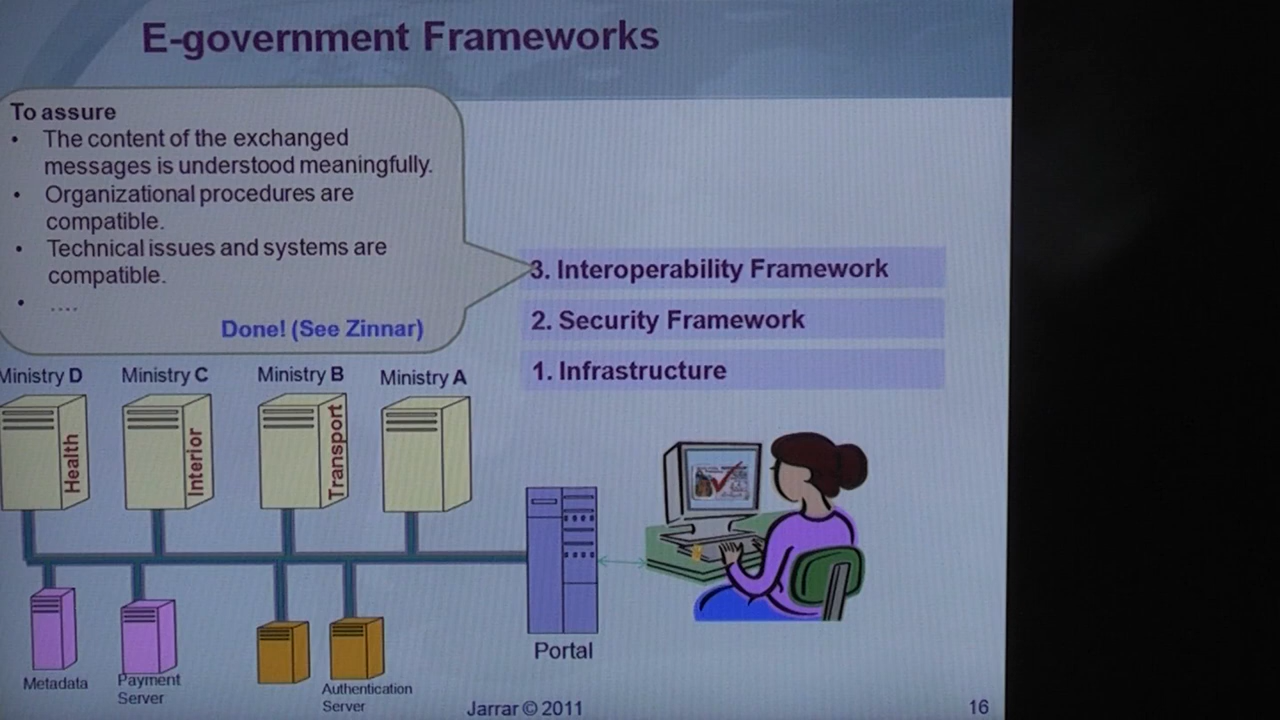 E-government Frameworks
To assure
• The content of the exchanged
messages is understood meaningfully.
• Organizational procedures are
compatible.
• Technical issues and systems are
compatible.
• ....
Done! (See Zinnar)
3. Interoperability Framework
2. Security Framework
1. Infrastructure
Ministry D
Ministry C
Ministry B
Ministry A
Health
Interior
Transport
Portal
Metadata
Payment
Server
Authentication
Server
Jarrar © 2011
16